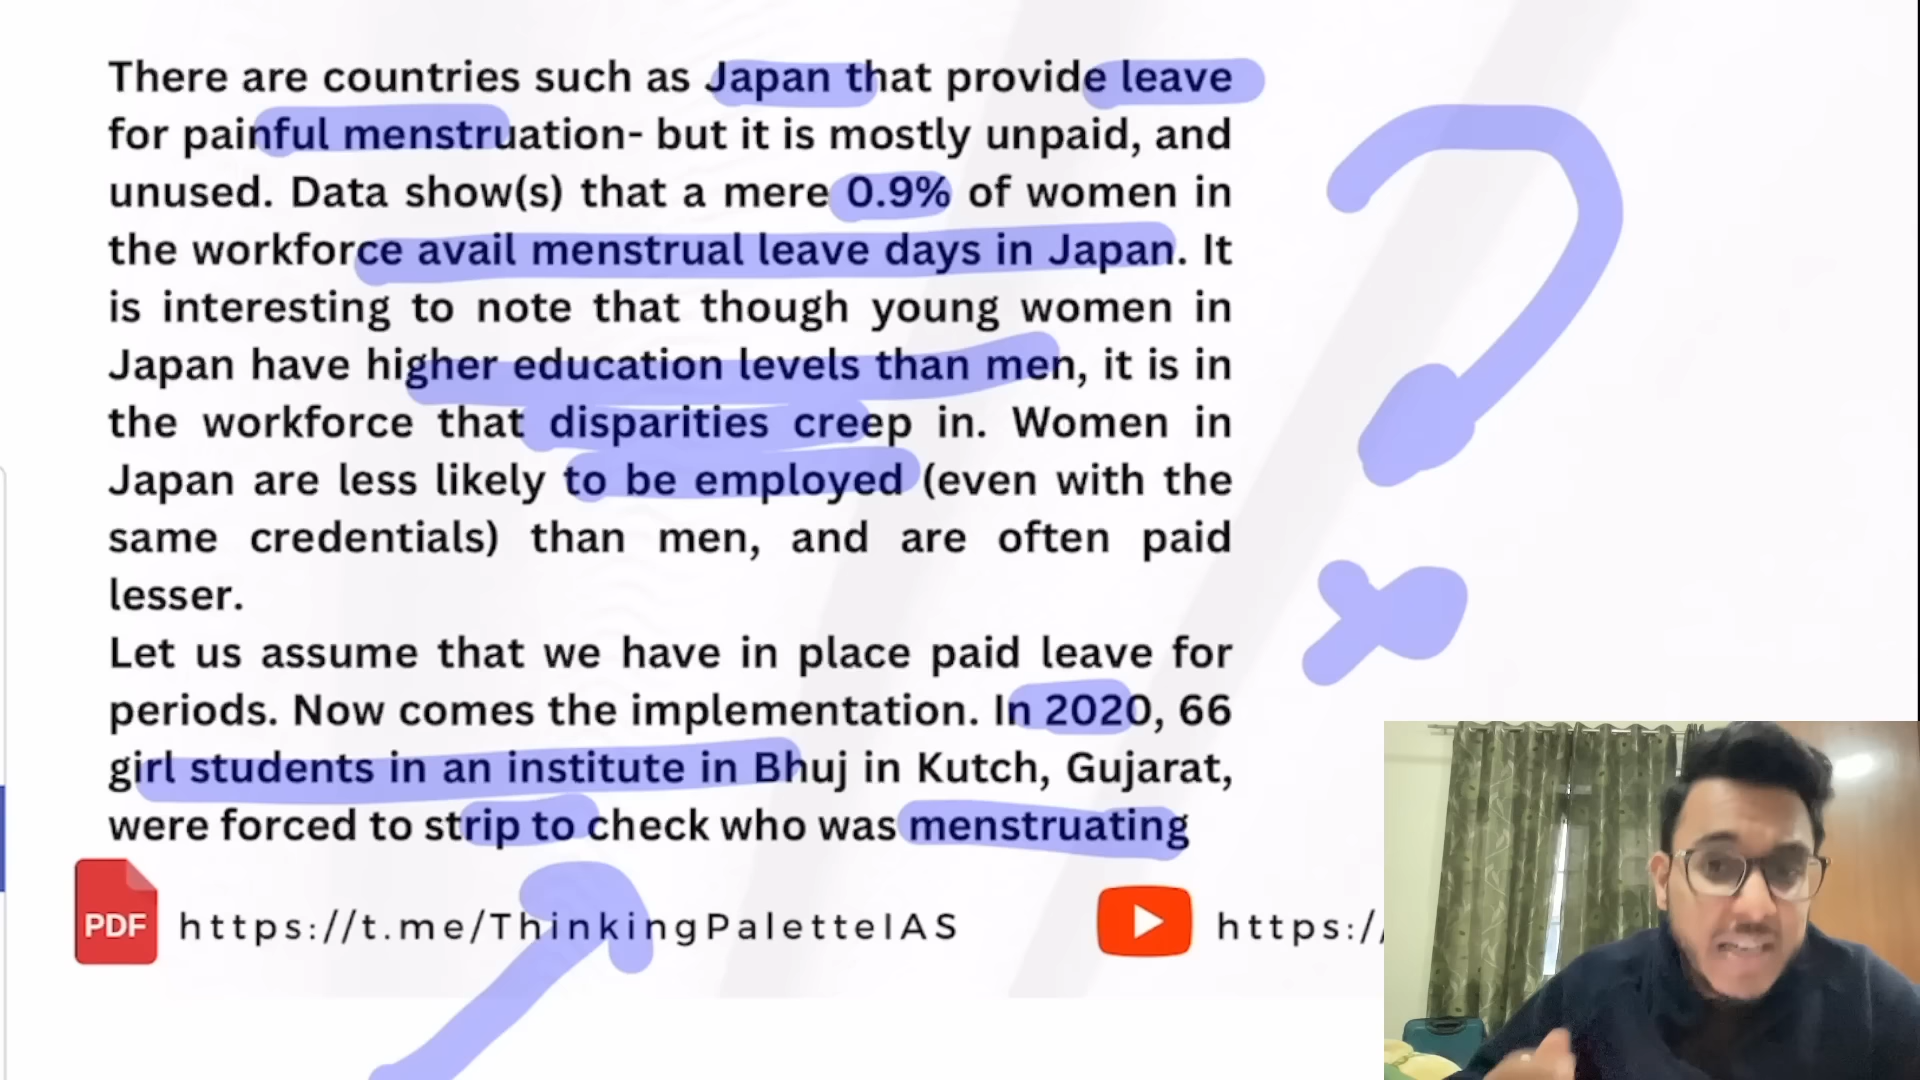 There are countries such as Japan that provide leave
for painful menstruation- but it is mostly unpaid, and
unused. Data show(s) that a mere 0.9% of women in
the workforce avail menstrual leave days in Japan. It
is interesting to note that though young women in
Japan have higher education levels than men, it is in
the workforce that disparities creep in. Women in
Japan are less likely to be employed (even with the
same credentials) than men, and are often paid
lesser.
Let us assume that we have in place paid leave for
periods. Now comes the implementation. In 2020, 66
girl students in an institute in Bhuj in Kutch, Gujarat,
were forced to strip to check who was menstruating
PDF https://t.me/ThinkingPaletteIAS https:/